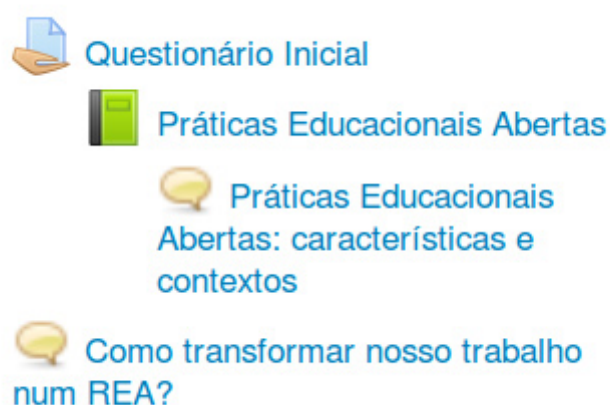 Questionário Inicial
Práticas Educacionais Abertas
Práticas Educacionais
Abertas: características e
contextos
Como transformar nosso trabalho
num REA?